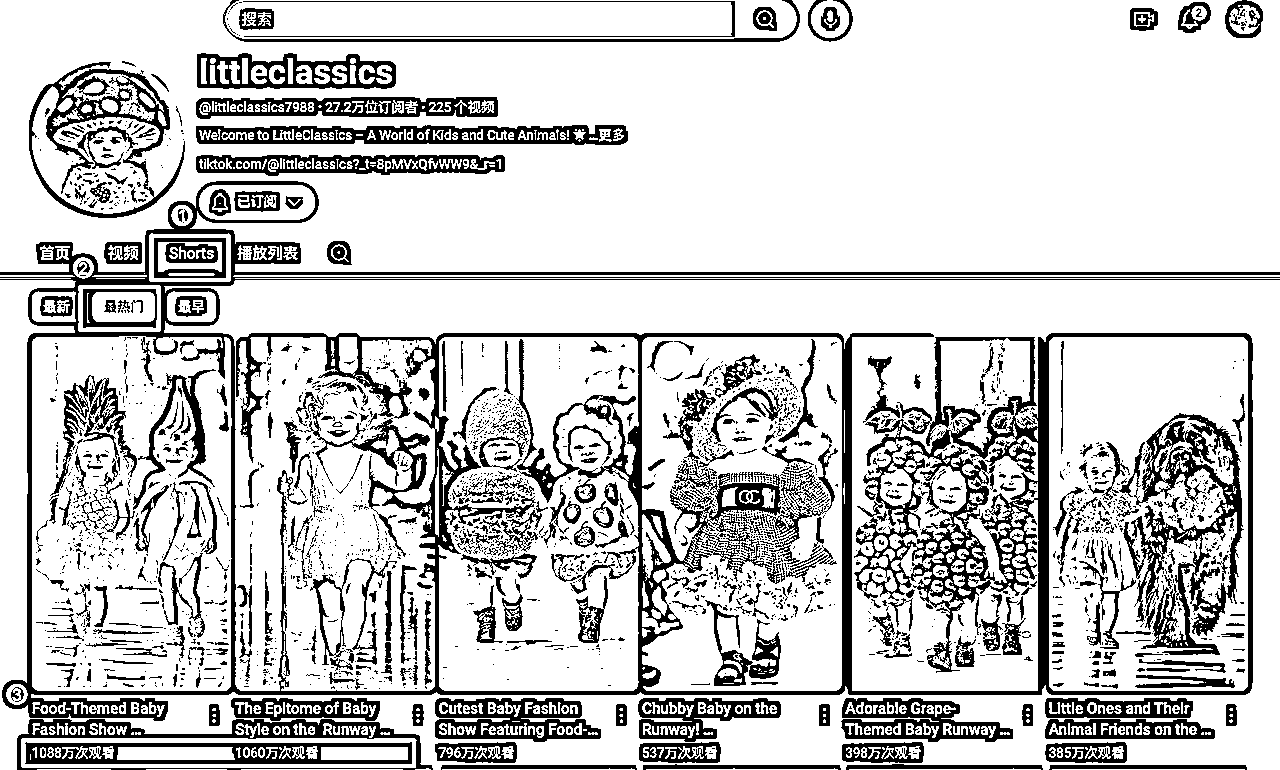 搜索
2
littleclassics
@littleclassics7988 · 27.2万位订阅者 · 225 个视频
Welcome to LittleClassics – A World of Kids and Cute Animals! ★ ...更多
tiktok.com/@littleclassics?_t=8pMVxQfvWW9&_r=1
已订阅
①
首页 视频 Shorts 播放列表
②
最新 最热门 最早
③
Food-Themed Baby Fashion Show ...
1088万次观看
The Epitome of Baby Style on the Runway ...
1060万次观看
Cutest Baby Fashion Show Featuring Food-...
796万次观看
Chubby Baby on the Runway! ...
537万次观看
Adorable Grape-Themed Baby Runway ...
398万次观看
Little Ones and Their Animal Friends on the ...
385万次观看